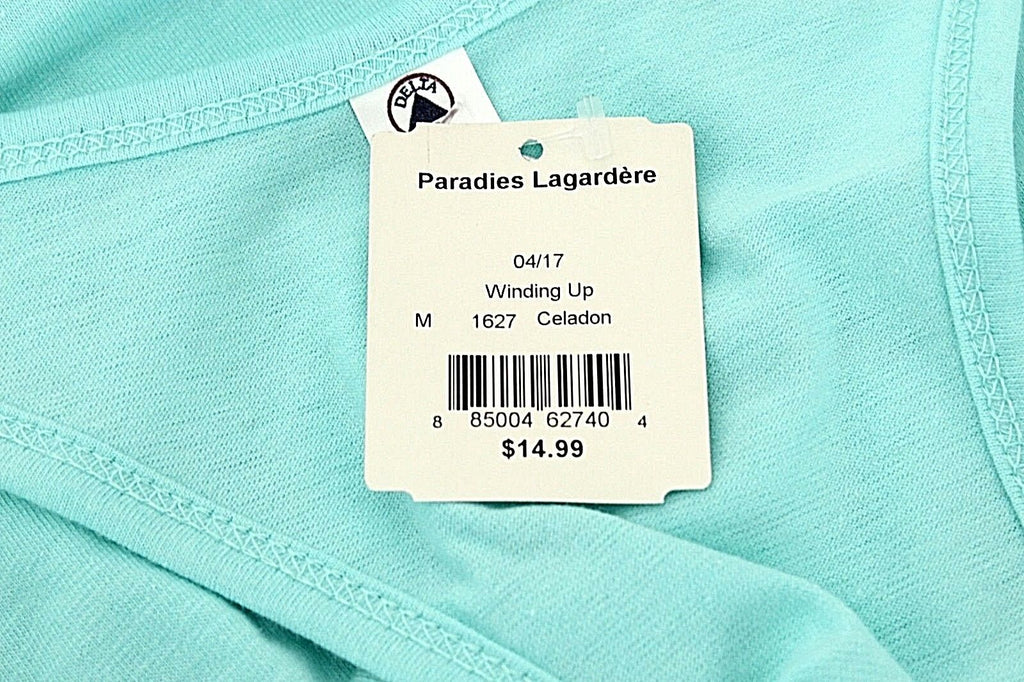 DELTA
Paradies Lagardère
04/17
Winding Up
M 1627 Celadon
8 85004 62740 4
$14.99